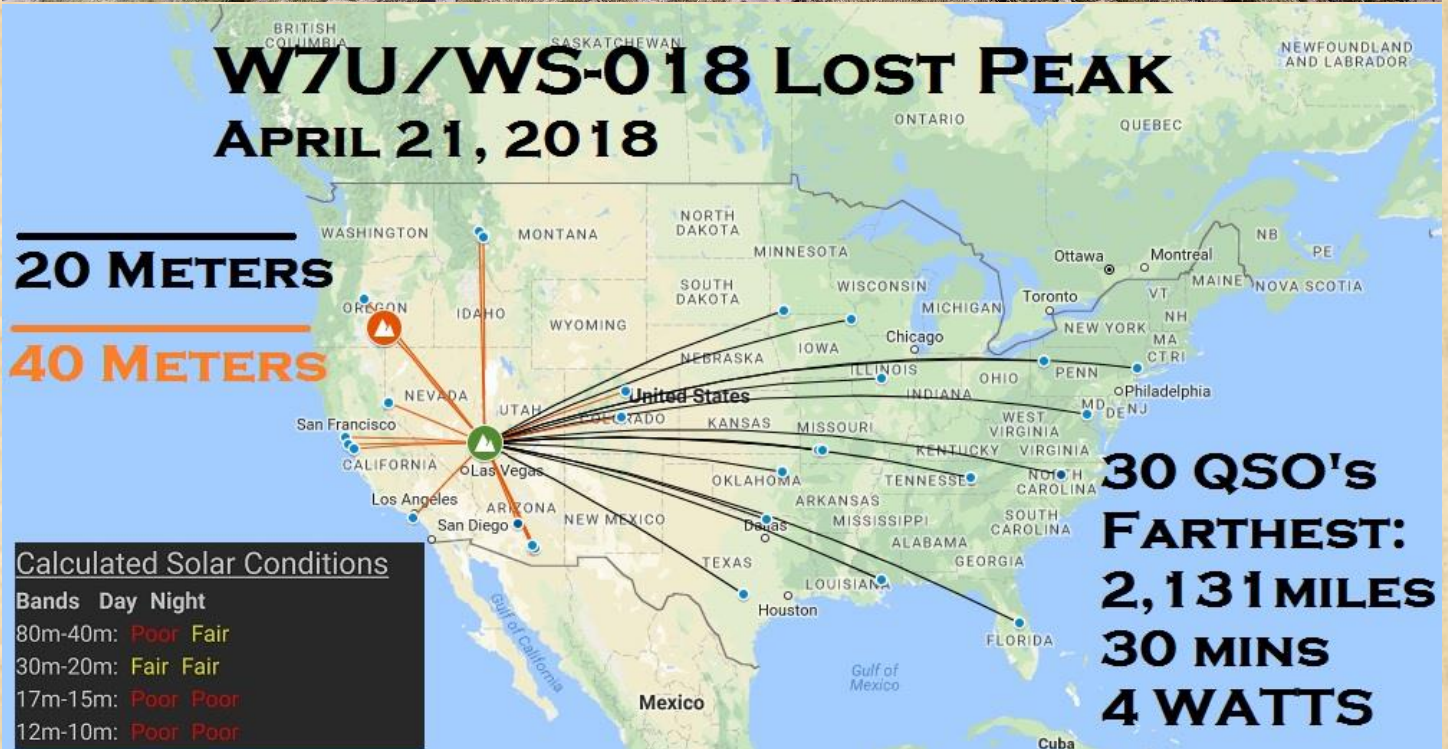 W7U/WS-018 LOST PEAK
APRIL 21, 2018
20 METERS
40 METERS
30 QSO's
FARTHEST:
2,131 MILES
30 MINS
4 WATTS
Calculated Solar Conditions
Bands Day Night
80m-40m: Poor Fair
30m-20m: Fair Fair
17m-15m: Poor Poor
12m-10m: Poor Poor
BRITISH
COLUMBIA
SASKATCHEWAN
NEWFOUNDLAND
AND LABRADOR
ONTARIO
QUEBEC
WASHINGTON
MONTANA
NORTH
DAKOTA
MINNESOTA
Ottawa
Montreal
NB
PE
MAINE
NOVA SCOTIA
OREGON
IDAHO
SOUTH
DAKOTA
WISCONSIN
MICHIGAN
Toronto
VT
NH
WYOMING
NEW YORK
MA
CT RI
Chicago
IOWA
NEBRASKA
ILLINOIS
INDIANA
OHIO
PENN
Philadelphia
NEVADA
UTAH
United States
COLORADO
KANSAS
MISSOURI
WEST
VIRGINIA
MD
DE NJ
San Francisco
CALIFORNIA
Las Vegas
KENTUCKY
VIRGINIA
OKLAHOMA
TENNESSEE
NORTH
CAROLINA
Los Angeles
ARIZONA
NEW MEXICO
ARKANSAS
San Diego
Dallas
MISSISSIPPI
SOUTH
CAROLINA
ALABAMA
TEXAS
GEORGIA
LOUISIANA
Houston
FLORIDA
Gulf of California
Gulf of
Mexico
Mexico
Cuba